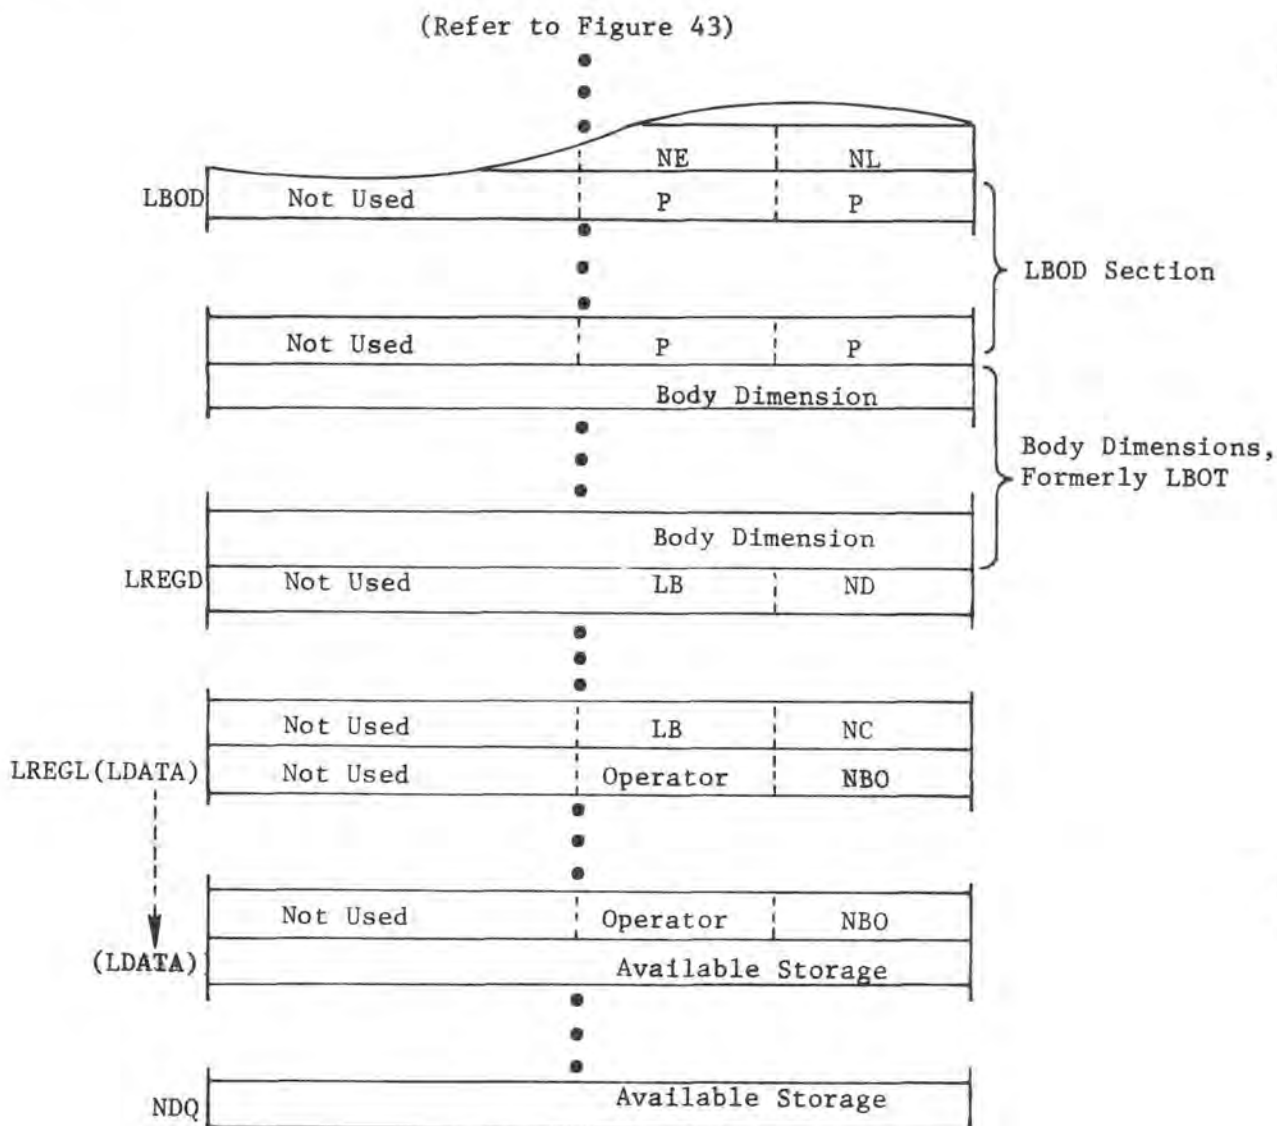 (Refer to Figure 43)
NE NL
LBOD Not Used P P
LBOD Section
Not Used P P
Body Dimension
Body Dimensions,
Formerly LBOT
Body Dimension
LREGD Not Used LB ND
Not Used LB NC
LREGL(LDATA) Not Used Operator NBO
Not Used Operator NBO
(LDATA) Available Storage
NDQ Available Storage